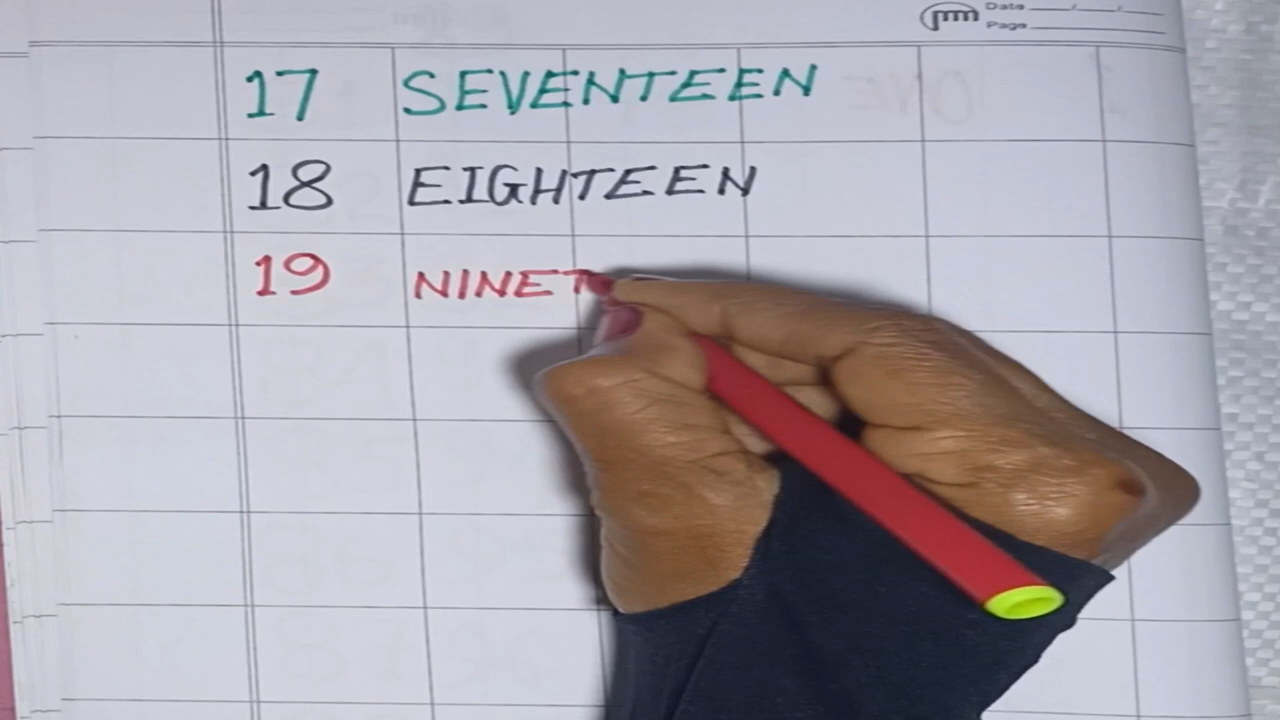 Date / /
Page
17 SEVENTEEN
18 EIGHTEEN
19 NINET